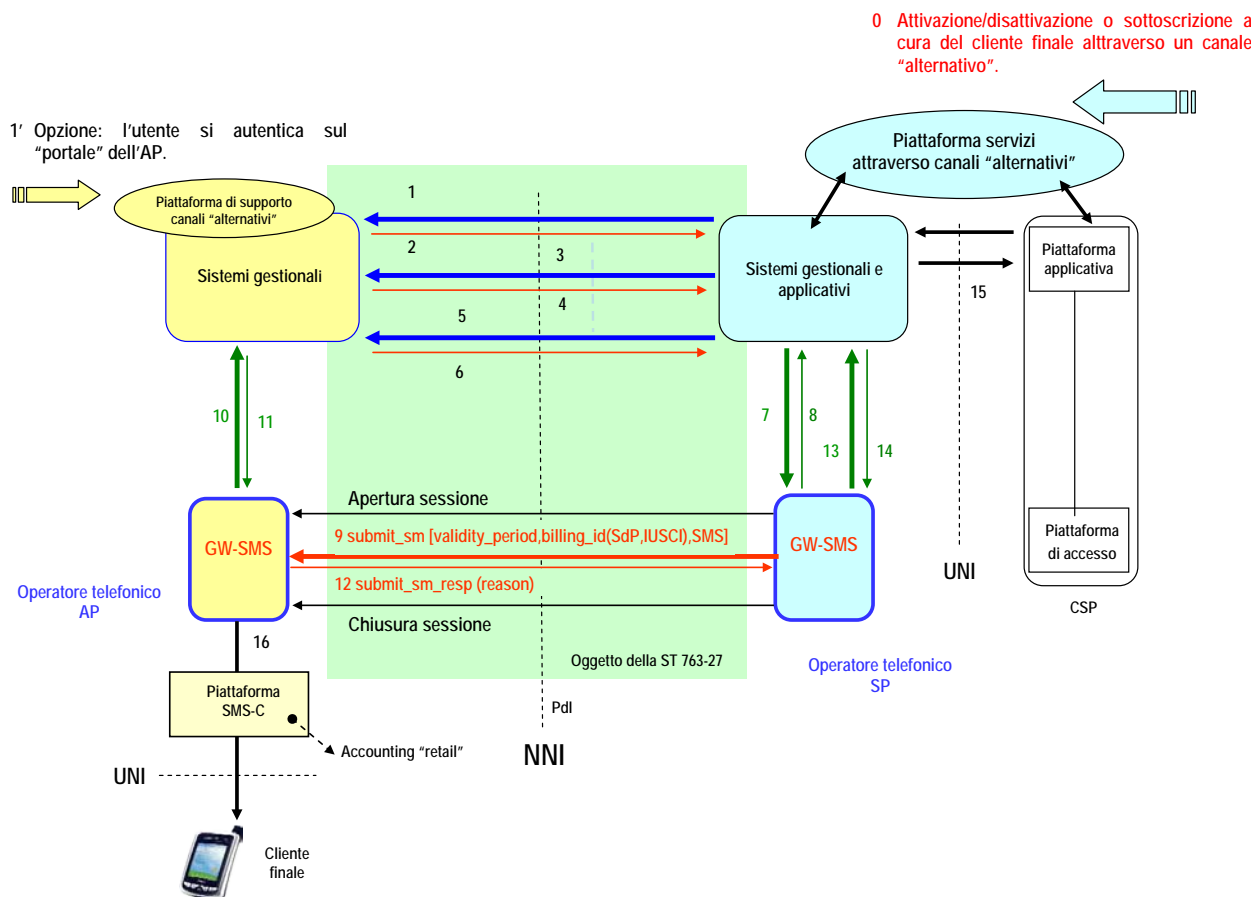 0 Attivazione/disattivazione o sottoscrizione a
cura del cliente finale alttraverso un canale
“alternativo”.
1’ Opzione: l’utente si autentica sul
“portale” dell’AP.
Piattaforma servizi
attraverso canali “alternativi”
Piattaforma di supporto
canali “alternativi”
Sistemi gestionali
1
2
3
4
5
6
Sistemi gestionali e
applicativi
15
Piattaforma
applicativa
10
11
7
8
13
14
Apertura sessione
GW-SMS
9 submit_sm [validity_period,billing_id(SdP,IUSCI),SMS]
12 submit_sm_resp (reason)
Chiusura sessione
GW-SMS
Piattaforma
di accesso
UNI
CSP
Operatore telefonico
AP
16
Oggetto della ST 763-27
Operatore telefonico
SP
Piattaforma
SMS-C
PdI
NNI
Accounting “retail”
UNI
Cliente
finale